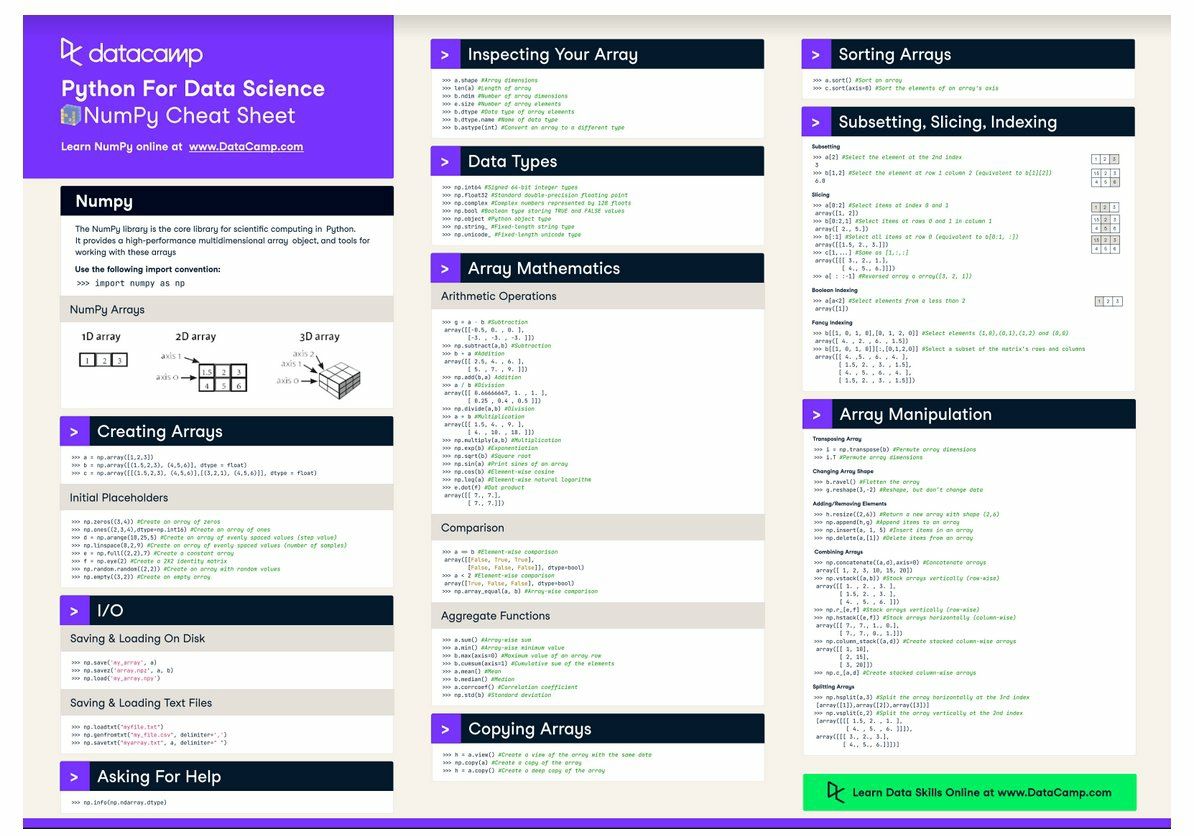 datacamp
Python For Data Science
NumPy Cheat Sheet
Learn NumPy online at www.DataCamp.com
Numpy
The NumPy library is the core library for scientific computing in Python.
It provides a high-performance multidimensional array object, and tools for
working with these arrays
Use the following import convention:
>>> import numpy as np
NumPy Arrays
1D array 2D array 3D array
1 2 3
axis 1
axis 0
1.5 2 3
4 5 6
axis 2
axis 1
axis 0
> Creating Arrays
>>> a = np.array([1,2,3])
>>> b = np.array([(1.5,2,3), (4,5,6)], dtype = float)
>>> c = np.array([[(1.5,2,3), (4,5,6)],[(3,2,1), (4,5,6)]], dtype = float)
Initial Placeholders
>>> np.zeros((3,4)) #Create an array of zeros
>>> np.ones((2,3,4),dtype=np.int16) #Create an array of ones
>>> d = np.arange(10,25,5) #Create an array of evenly spaced values (step value)
>>> np.linspace(0,2,9) #Create an array of evenly spaced values (number of samples)
>>> e = np.full((2,2),7) #Create a constant array
>>> f = np.eye(2) #Create a 2X2 identity matrix
>>> np.random.random((2,2)) #Create an array with random values
>>> np.empty((3,2)) #Create an empty array
> I/O
Saving & Loading On Disk
>>> np.save('my_array', a)
>>> np.savez('array.npz', a, b)
>>> np.load('my_array.npy')
Saving & Loading Text Files
>>> np.loadtxt("myfile.txt")
>>> np.genfromtxt("my_file.csv", delimiter=',')
>>> np.savetxt("myarray.txt", a, delimiter=" ")
> Asking For Help
>>> np.info(np.ndarray.dtype)
> Inspecting Your Array
>>> a.shape #Array dimensions
>>> len(a) #Length of array
>>> b.ndim #Number of array dimensions
>>> e.size #Number of array elements
>>> b.dtype #Data type of array elements
>>> b.dtype.name #Name of data type
>>> b.astype(int) #Convert an array to a different type
> Data Types
>>> np.int64 #Signed 64-bit integer types
>>> np.float32 #Standard double-precision floating point
>>> np.complex #Complex numbers represented by 128 floats
>>> np.bool #Boolean type storing TRUE and FALSE values
>>> np.object #Python object type
>>> np.string_ #Fixed-length string type
>>> np.unicode_ #Fixed-length unicode type
> Array Mathematics
Arithmetic Operations
>>> g = a - b #Subtraction
array([[-0.5, 0. , 0. ],
[-3. , -3. , -3. ]])
>>> np.subtract(a,b) #Subtraction
>>> b + a #Addition
array([[ 2.5, 4. , 6. ],
[ 5. , 7. , 9. ]])
>>> np.add(b,a) Addition
>>> a / b #Division
array([[ 0.66666667, 1. , 1. ],
[ 0.25 , 0.4 , 0.5 ]])
>>> np.divide(a,b) #Division
>>> a * b #Multiplication
array([[ 1.5, 4. , 9. ],
[ 4. , 10. , 18. ]])
>>> np.multiply(a,b) #Multiplication
>>> np.exp(b) #Exponentiation
>>> np.sqrt(b) #Square root
>>> np.sin(a) #Print sines of an array
>>> np.cos(b) #Element-wise cosine
>>> np.log(a) #Element-wise natural logarithm
>>> e.dot(f) #Dot product
array([[ 7., 7.],
[ 7., 7.]])
Comparison
>>> a == b #Element-wise comparison
array([[False, True, True],
[False, False, False]], dtype=bool)
>>> a < 2 #Element-wise comparison
array([True, False, False], dtype=bool)
>>> np.array_equal(a, b) #Array-wise comparison
Aggregate Functions
>>> a.sum() #Array-wise sum
>>> a.min() #Array-wise minimum value
>>> b.max(axis=0) #Maximum value of an array row
>>> b.cumsum(axis=1) #Cumulative sum of the elements
>>> a.mean() #Mean
>>> b.median() #Median
>>> a.corrcoef() #Correlation coefficient
>>> np.std(b) #Standard deviation
> Copying Arrays
>>> h = a.view() #Create a view of the array with the same data
>>> np.copy(a) #Create a copy of the array
>>> h = a.copy() #Create a deep copy of the array
> Sorting Arrays
>>> a.sort() #Sort an array
>>> c.sort(axis=0) #Sort the elements of an array's axis
> Subsetting, Slicing, Indexing
Subsetting
>>> a[2] #Select the element at the 2nd index
3
1 2 3
>>> b[1,2] #Select the element at row 1 column 2 (equivalent to b[1][2])
6.0
1.5 2 3
4 5 6
Slicing
>>> a[0:2] #Select items at index 0 and 1
array([1, 2])
1 2 3
>>> b[0:2,1] #Select items at rows 0 and 1 in column 1
array([ 2., 5.])
1.5 2 3
4 5 6
>>> b[:1] #Select all items at row 0 (equivalent to b[0:1, :])
array([[1.5, 2., 3.]])
1.5 2 3
4 5 6
>>> c[1,...] #Same as [1,:,:]
array([[[ 3., 2., 1.],
[ 4., 5., 6.]]])
>>> a[ : :-1] #Reversed array a array([3, 2, 1])
Boolean Indexing
>>> a[a<2] #Select elements from a less than 2
array([1])
1 2 3
Fancy Indexing
>>> b[[1, 0, 1, 0],[0, 1, 2, 0]] #Select elements (1,0),(0,1),(1,2) and (0,0)
array([ 4. , 2. , 6. , 1.5])
>>> b[[1, 0, 1, 0]][:,[0,1,2,0]] #Select a subset of the matrix's rows and columns
array([[ 4. ,5. , 6. , 4. ],
[ 1.5, 2. , 3. , 1.5],
[ 4. , 5. , 6. , 4. ],
[ 1.5, 2. , 3. , 1.5]])
> Array Manipulation
Transposing Array
>>> i = np.transpose(b) #Permute array dimensions
>>> i.T #Permute array dimensions
Changing Array Shape
>>> b.ravel() #Flatten the array
>>> g.reshape(3,-2) #Reshape, but don't change data
Adding/Removing Elements
>>> h.resize((2,6)) #Return a new array with shape (2,6)
>>> np.append(h,g) #Append items to an array
>>> np.insert(a, 1, 5) #Insert items in an array
>>> np.delete(a,[1]) #Delete items from an array
Combining Arrays
>>> np.concatenate((a,d),axis=0) #Concatenate arrays
array([ 1, 2, 3, 10, 15, 20])
>>> np.vstack((a,b)) #Stack arrays vertically (row-wise)
array([[ 1. , 2. , 3. ],
[ 1.5, 2. , 3. ],
[ 4. , 5. , 6. ]])
>>> np.r_[e,f] #Stack arrays vertically (row-wise)
>>> np.hstack((e,f)) #Stack arrays horizontally (column-wise)
array([[ 7., 7., 1., 0.],
[ 7., 7., 0., 1.]])
>>> np.column_stack((a,d)) #Create stacked column-wise arrays
array([[ 1, 10],
[ 2, 15],
[ 3, 20]])
>>> np.c_[a,d] #Create stacked column-wise arrays
Splitting Arrays
>>> np.hsplit(a,3) #Split the array horizontally at the 3rd index
[array([1]),array([2]),array([3])]
>>> np.vsplit(c,2) #Split the array vertically at the 2nd index
[array([[[ 1.5, 2. , 1. ],
[ 4. , 5. , 6. ]]]),
array([[[ 3., 2., 3.],
[ 4., 5., 6.]]])]
Learn Data Skills Online at www.DataCamp.com